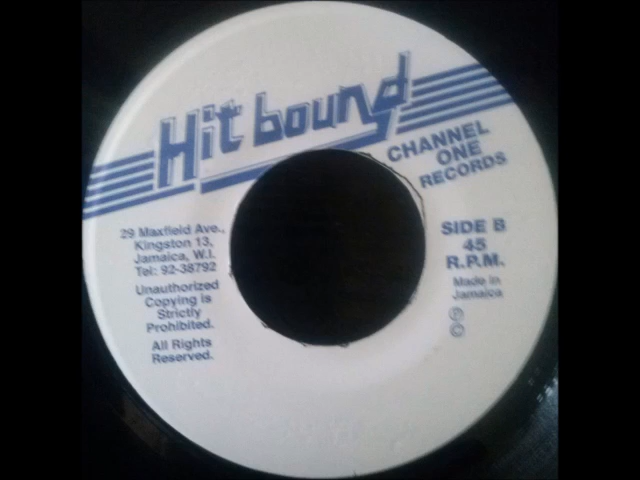 Hit bound
CHANNEL
ONE
RECORDS
29 Maxfield Ave.,
Kingston 13,
Jamaica, W.I.
Tel: 92-38792
Unauthorized
Copying is
Strictly
Prohibited.
All Rights
Reserved.
SIDE B
45
R.P.M.
Made in
Jamaica
℗
©